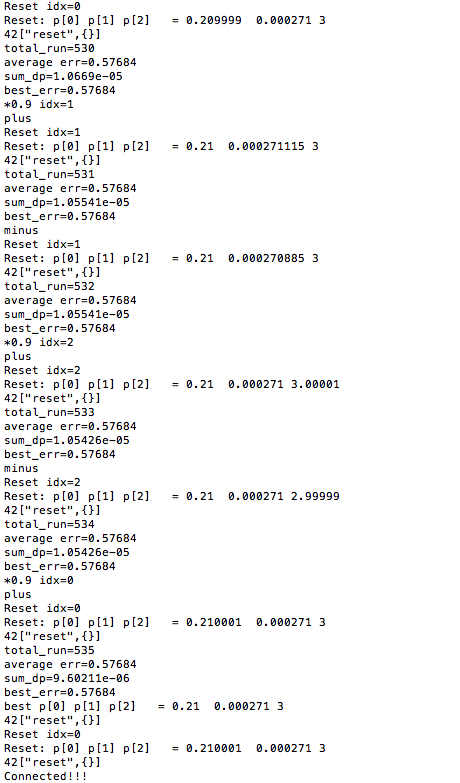 Reset idx=0
Reset: p[0] p[1] p[2]   = 0.209999  0.000271 3
42["reset",{}]
total_run=530
average err=0.57684
sum_dp=1.0669e-05
best_err=0.57684
*0.9 idx=1
plus
Reset idx=1
Reset: p[0] p[1] p[2]   = 0.21  0.000271115 3
42["reset",{}]
total_run=531
average err=0.57684
sum_dp=1.05541e-05
best_err=0.57684
minus
Reset idx=1
Reset: p[0] p[1] p[2]   = 0.21  0.000270885 3
42["reset",{}]
total_run=532
average err=0.57684
sum_dp=1.05541e-05
best_err=0.57684
*0.9 idx=2
plus
Reset idx=2
Reset: p[0] p[1] p[2]   = 0.21  0.000271 3.00001
42["reset",{}]
total_run=533
average err=0.57684
sum_dp=1.05426e-05
best_err=0.57684
minus
Reset idx=2
Reset: p[0] p[1] p[2]   = 0.21  0.000271 2.99999
42["reset",{}]
total_run=534
average err=0.57684
sum_dp=1.05426e-05
best_err=0.57684
*0.9 idx=0
plus
Reset idx=0
Reset: p[0] p[1] p[2]   = 0.210001  0.000271 3
42["reset",{}]
total_run=535
average err=0.57684
sum_dp=9.60211e-06
best_err=0.57684
best p[0] p[1] p[2]   = 0.21  0.000271 3
42["reset",{}]
Reset idx=0
Reset: p[0] p[1] p[2]   = 0.210001  0.000271 3
42["reset",{}]
Connected!!!